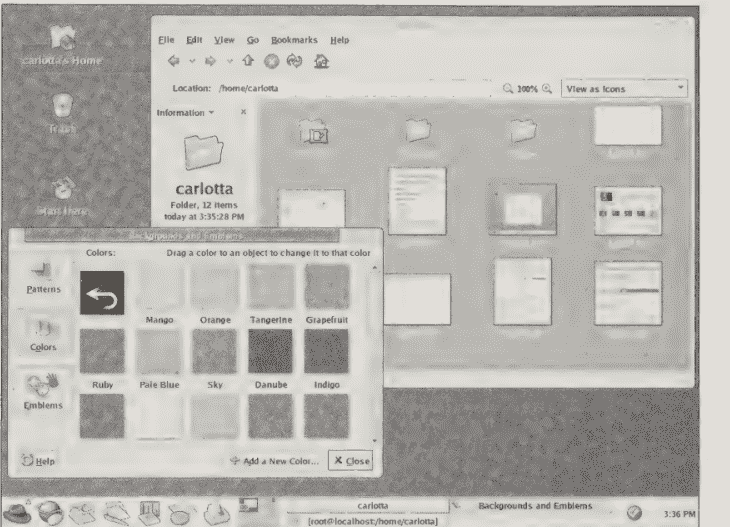 carlotta's Home
Trash
Start Here
File Edit View Go Bookmarks Help
Location: /home/carlotta
100%
View as Icons
Information
×
carlotta
Folder, 12 items
today at 3:35:28 PM
Backgrounds and Emblems
Colors:
Drag a color to an object to change it to that color
Patterns
Colors
Emblems
Mango Orange Tangerine Grapefruit
Ruby Pale Blue Sky Danube Indigo
Help
Add a New Color...
X Close
carlotta
[root@localhost:/home/carlotta]
Backgrounds and Emblems
3:36 PM